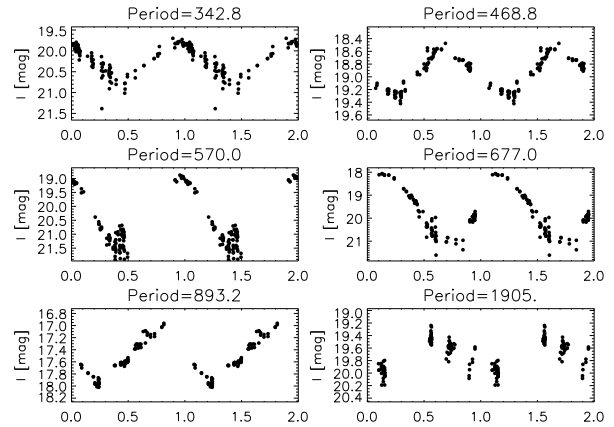 Period=342.8
I [mag]
19.5
20.0
20.5
21.0
21.5
0.0 0.5 1.0 1.5 2.0
Period=468.8
I [mag]
18.4
18.6
18.8
19.0
19.2
19.4
19.6
0.0 0.5 1.0 1.5 2.0
Period=570.0
I [mag]
19.0
19.5
20.0
20.5
21.0
21.5
0.0 0.5 1.0 1.5 2.0
Period=677.0
I [mag]
18
19
20
21
0.0 0.5 1.0 1.5 2.0
Period=893.2
I [mag]
16.8
17.0
17.2
17.4
17.6
17.8
18.0
18.2
0.0 0.5 1.0 1.5 2.0
Period=1905.
I [mag]
19.0
19.2
19.4
19.6
19.8
20.0
20.2
20.4
0.0 0.5 1.0 1.5 2.0